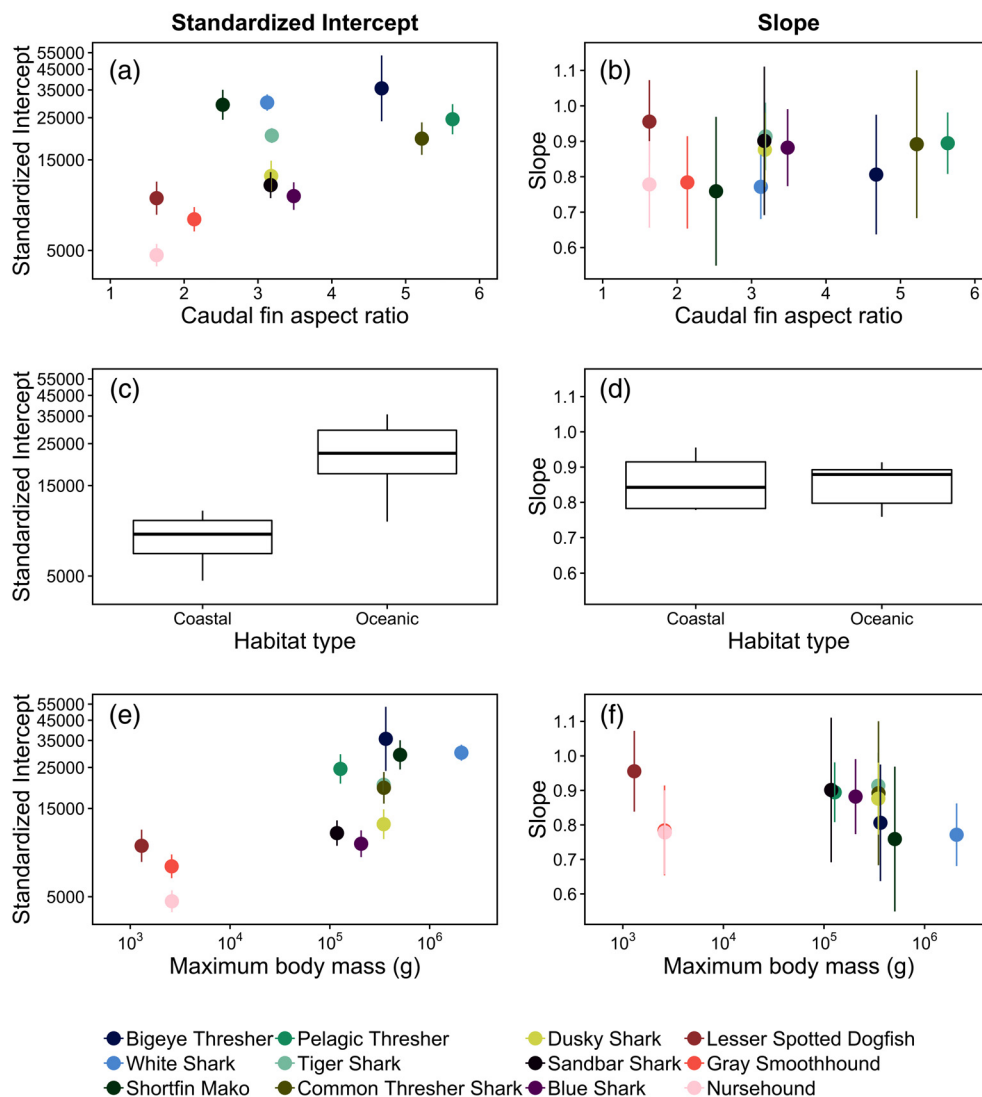 Standardized Intercept
Slope
(a)
Standardized Intercept
55000
45000
35000
25000
15000
5000
1 2 3 4 5 6
Caudal fin aspect ratio
(b)
Slope
1.1
1.0
0.9
0.8
0.7
0.6
1 2 3 4 5 6
Caudal fin aspect ratio
(c)
Standardized Intercept
55000
45000
35000
25000
15000
5000
Coastal Oceanic
Habitat type
(d)
Slope
1.1
1.0
0.9
0.8
0.7
0.6
Coastal Oceanic
Habitat type
(e)
Standardized Intercept
55000
45000
35000
25000
15000
5000
10³ 10⁴ 10⁵ 10⁶
Maximum body mass (g)
(f)
Slope
1.1
1.0
0.9
0.8
0.7
0.6
10³ 10⁴ 10⁵ 10⁶
Maximum body mass (g)
Bigeye Thresher Pelagic Thresher Dusky Shark Lesser Spotted Dogfish
White Shark Tiger Shark Sandbar Shark Gray Smoothhound
Shortfin Mako Common Thresher Shark Blue Shark Nursehound